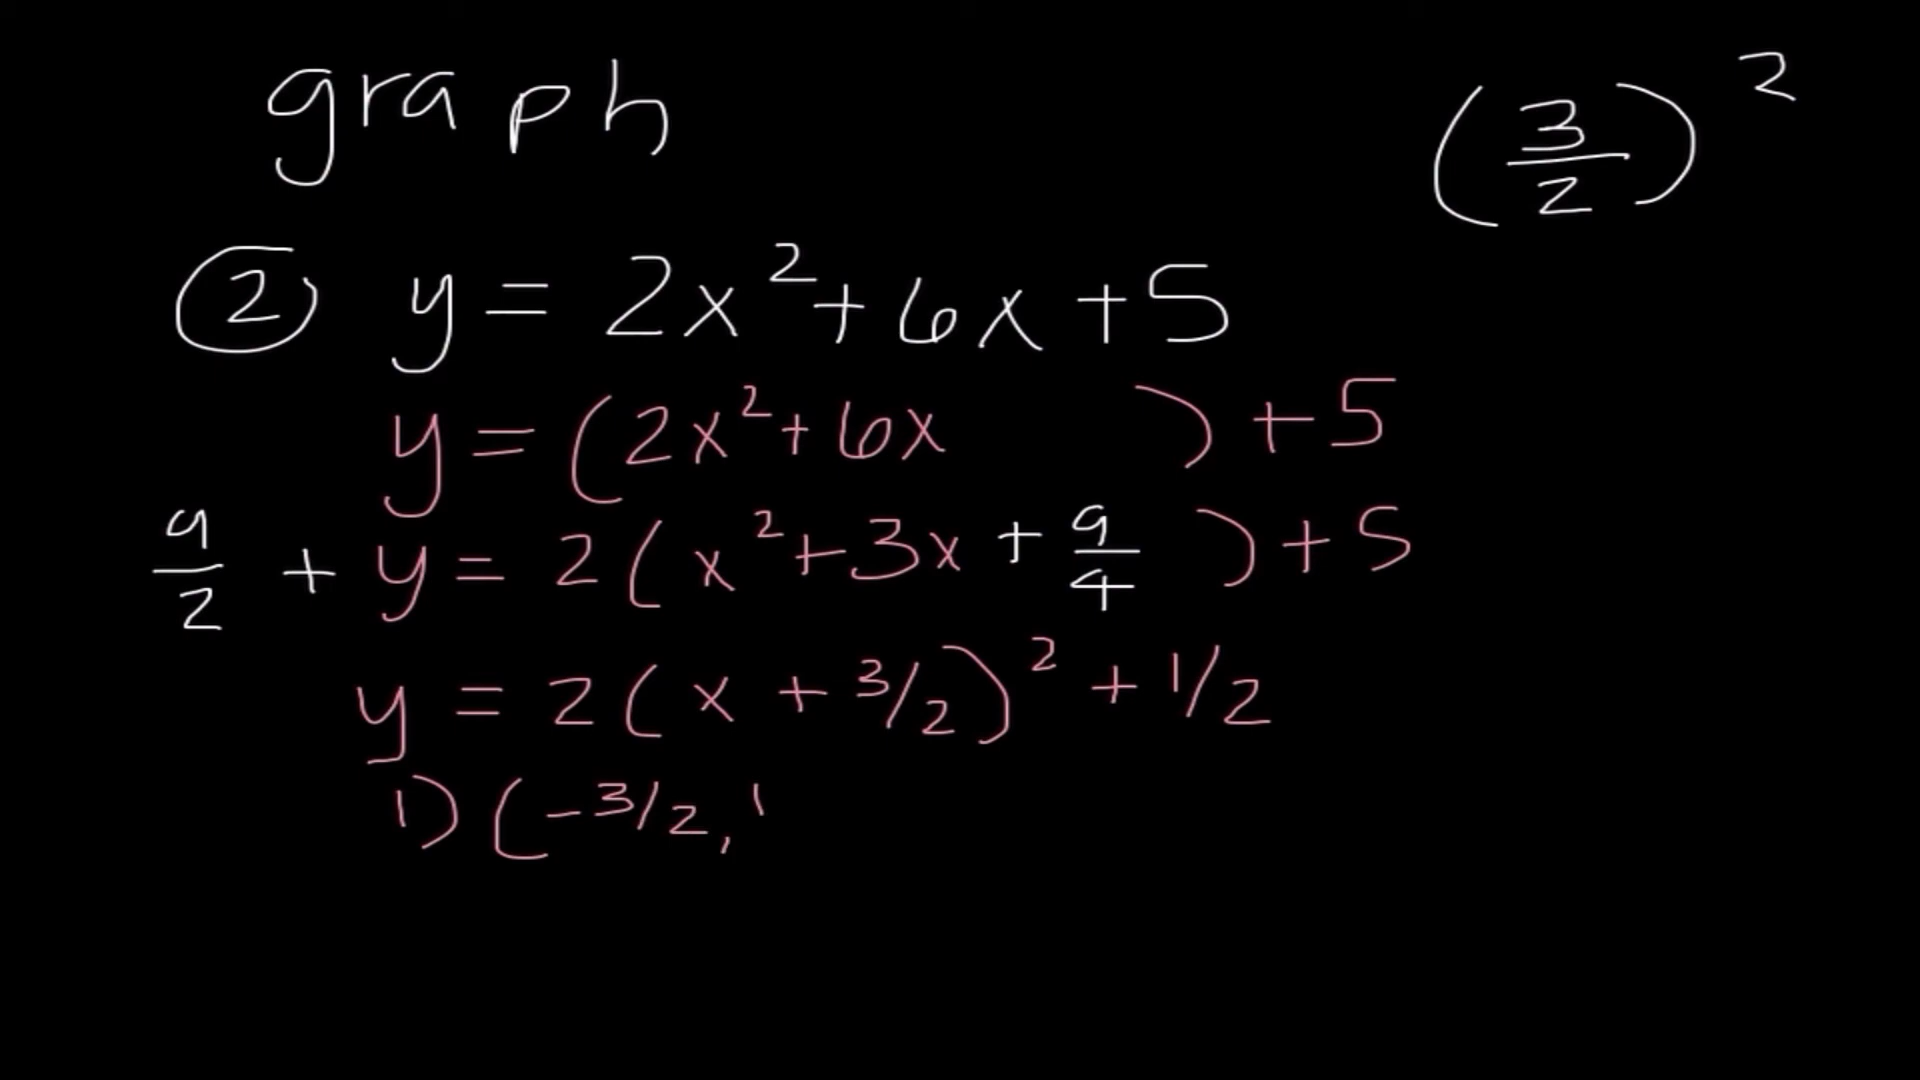 graph
(3/2)²
② y = 2x² + 6x + 5
y = (2x² + 6x ) + 5
9/2 + y = 2(x² + 3x + 9/4 ) + 5
y = 2(x + 3/2)² + 1/2
1) (-3/2, 1